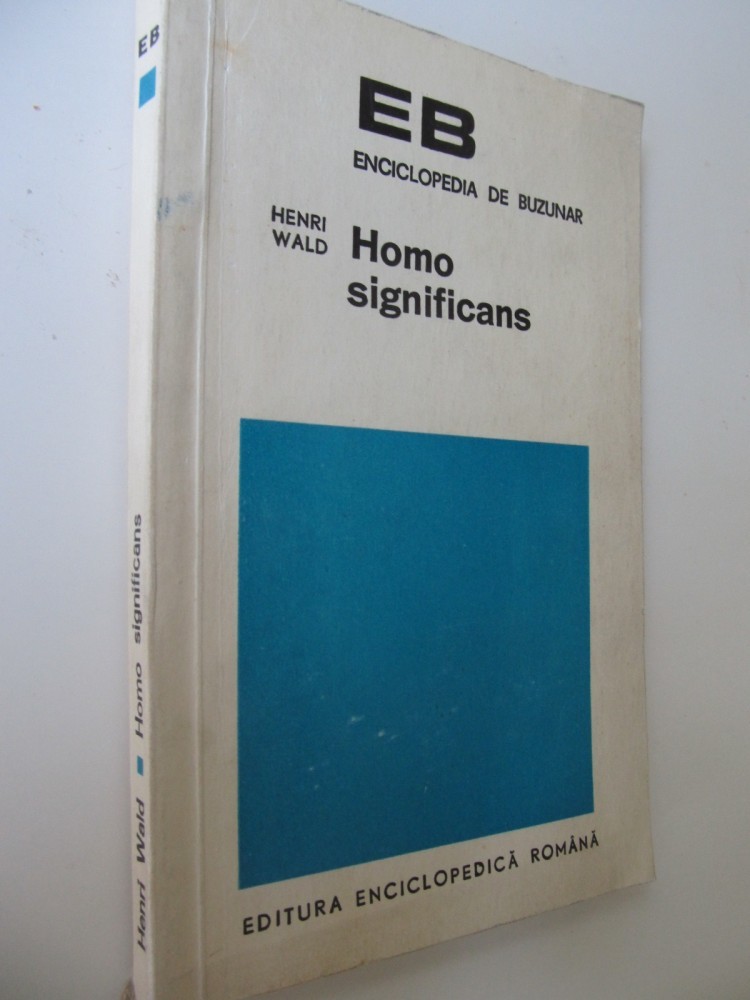 EB
ENCICLOPEDIA DE BUZUNAR
HENRI
WALD
Homo
significans
EDITURA ENCICLOPEDICĂ ROMÂNĂ
EB
Henri Wald ■ Homo significans